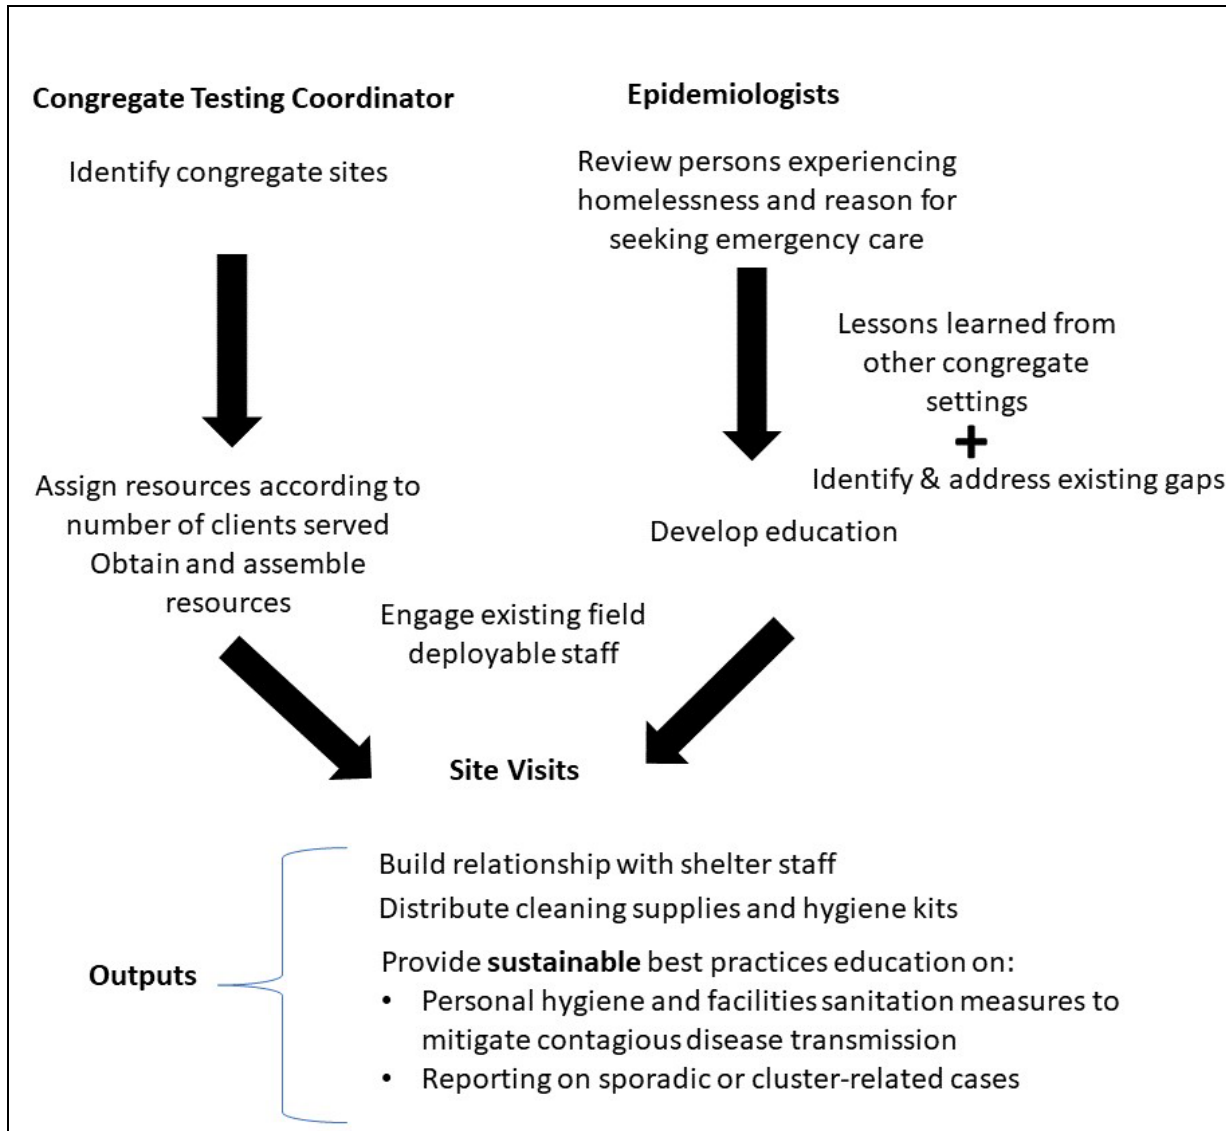 Congregate Testing Coordinator
Identify congregate sites
Assign resources according to
number of clients served
Obtain and assemble
resources
Epidemiologists
Review persons experiencing
homelessness and reason for
seeking emergency care
Lessons learned from
other congregate
settings
+
Identify & address existing gaps
Develop education
Engage existing field
deployable staff
Site Visits
Outputs
Build relationship with shelter staff
Distribute cleaning supplies and hygiene kits
Provide sustainable best practices education on:
• Personal hygiene and facilities sanitation measures to
mitigate contagious disease transmission
• Reporting on sporadic or cluster-related cases